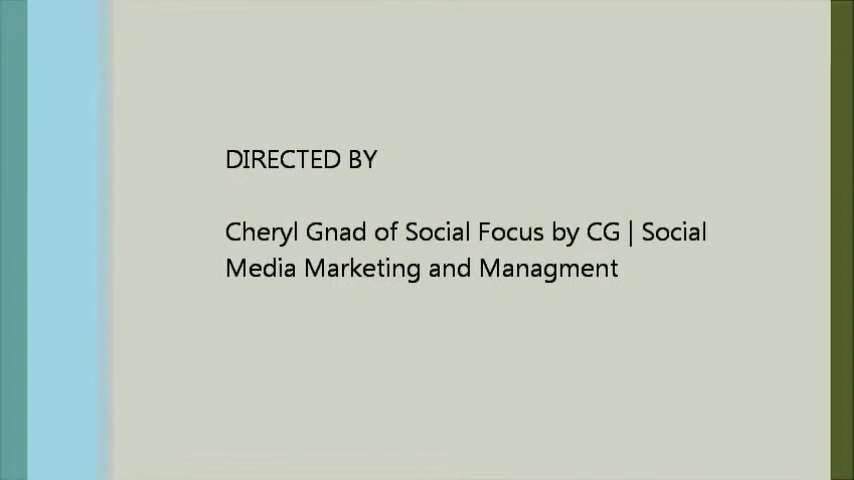 DIRECTED BY
Cheryl Gnad of Social Focus by CG | Social
Media Marketing and Managment